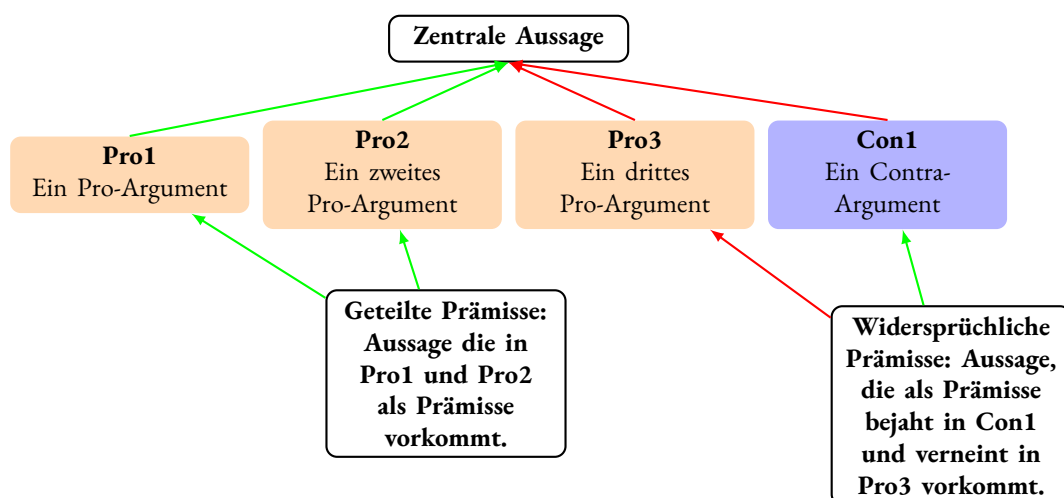 Zentrale Aussage
Pro1
Ein Pro-Argument
Pro2
Ein zweites
Pro-Argument
Pro3
Ein drittes
Pro-Argument
Con1
Ein Contra-
Argument
Geteilte Prämisse:
Aussage die in
Pro1 und Pro2
als Prämisse
vorkommt.
Widersprüchliche
Prämisse: Aussage,
die als Prämisse
bejaht in Con1
und verneint in
Pro3 vorkommt.